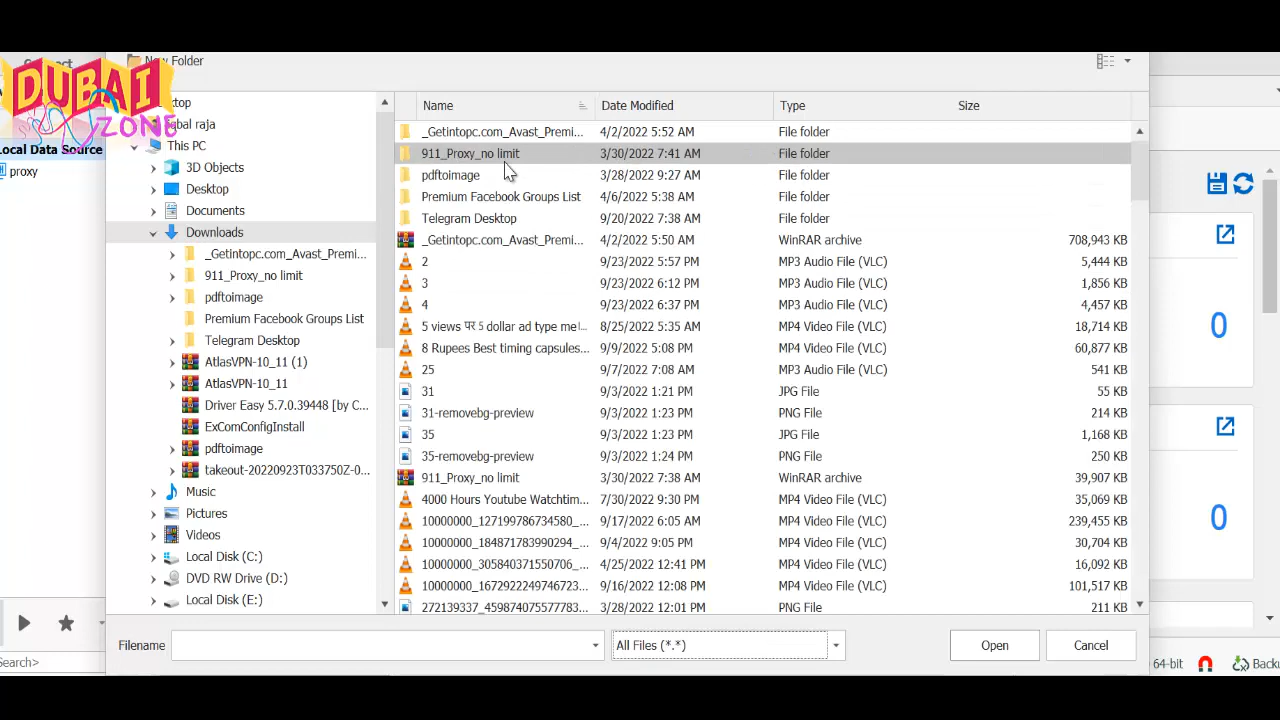 New Folder
DUBAI
ZONE
Iqbal raja
This PC
3D Objects
Desktop
Documents
Downloads
_Getintopc.com_Avast_Premi...
911_Proxy_no limit
pdftoimage
Premium Facebook Groups List
Telegram Desktop
AtlasVPN-10_11 (1)
AtlasVPN-10_11
Driver Easy 5.7.0.39448 [by C...
ExComConfigInstall
pdftoimage
takeout-20220923T033750Z-0...
Music
Pictures
Videos
Local Disk (C:)
DVD RW Drive (D:)
Local Disk (E:)
Local Data Source
proxy
Name Date Modified Type Size
_Getintopc.com_Avast_Premi... 4/2/2022 5:52 AM File folder
911_Proxy_no limit 3/30/2022 7:41 AM File folder
pdftoimage 3/28/2022 9:27 AM File folder
Premium Facebook Groups List 4/6/2022 5:38 AM File folder
Telegram Desktop 9/20/2022 7:38 AM File folder
_Getintopc.com_Avast_Premi... 4/2/2022 5:50 AM WinRAR archive 708,943 KB
2 9/23/2022 5:57 PM MP3 Audio File (VLC) 5,444 KB
3 9/23/2022 6:12 PM MP3 Audio File (VLC) 1,856 KB
4 9/23/2022 6:37 PM MP3 Audio File (VLC) 4,457 KB
5 views पर 5 dollar ad type me... 8/25/2022 5:35 AM MP4 Video File (VLC) 18,714 KB
8 Rupees Best timing capsules... 9/9/2022 5:08 PM MP4 Video File (VLC) 60,877 KB
25 9/7/2022 7:08 AM MP3 Audio File (VLC) 541 KB
31 9/3/2022 1:21 PM JPG File 55 KB
31-removebg-preview 9/3/2022 1:23 PM PNG File 214 KB
35 9/3/2022 1:23 PM JPG File 1,168 KB
35-removebg-preview 9/3/2022 1:24 PM PNG File 250 KB
911_Proxy_no limit 3/30/2022 7:38 AM WinRAR archive 39,907 KB
4000 Hours Youtube Watchtim... 7/30/2022 9:30 PM MP4 Video File (VLC) 35,069 KB
10000000_127199786734580_... 9/17/2022 6:05 AM MP4 Video File (VLC) 239,455 KB
10000000_184871783990294_... 9/4/2022 9:05 PM MP4 Video File (VLC) 30,704 KB
10000000_305840371550706_... 4/25/2022 12:41 PM MP4 Video File (VLC) 16,092 KB
10000000_1672922249746723... 9/16/2022 12:08 PM MP4 Video File (VLC) 101,517 KB
272139337_459874075577783... 3/28/2022 12:01 PM PNG File 211 KB
0
0
Filename All Files (*.*) Open Cancel
Search>
64-bit Backu